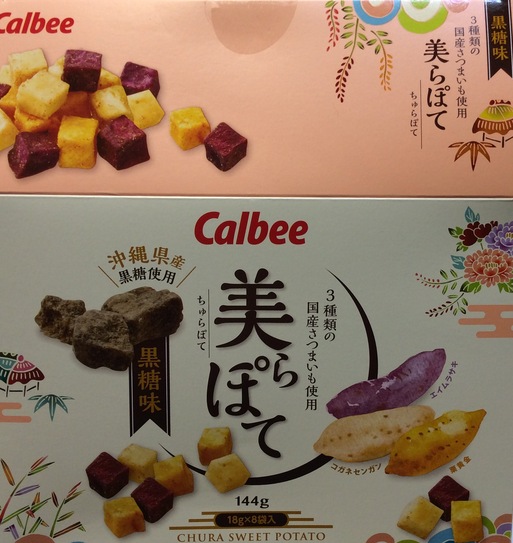 Calbee
黒糖味
3種類の
国産さつまいも使用
美らぽて
ちゅらぽて
Calbee
沖縄県産
黒糖使用
美らぽて
ちゅらぽて
3種類の
国産さつまいも使用
黒糖味
エイムラサキ
コガネセンガン
144g
18g×8袋入
CHURA SWEET POTATO